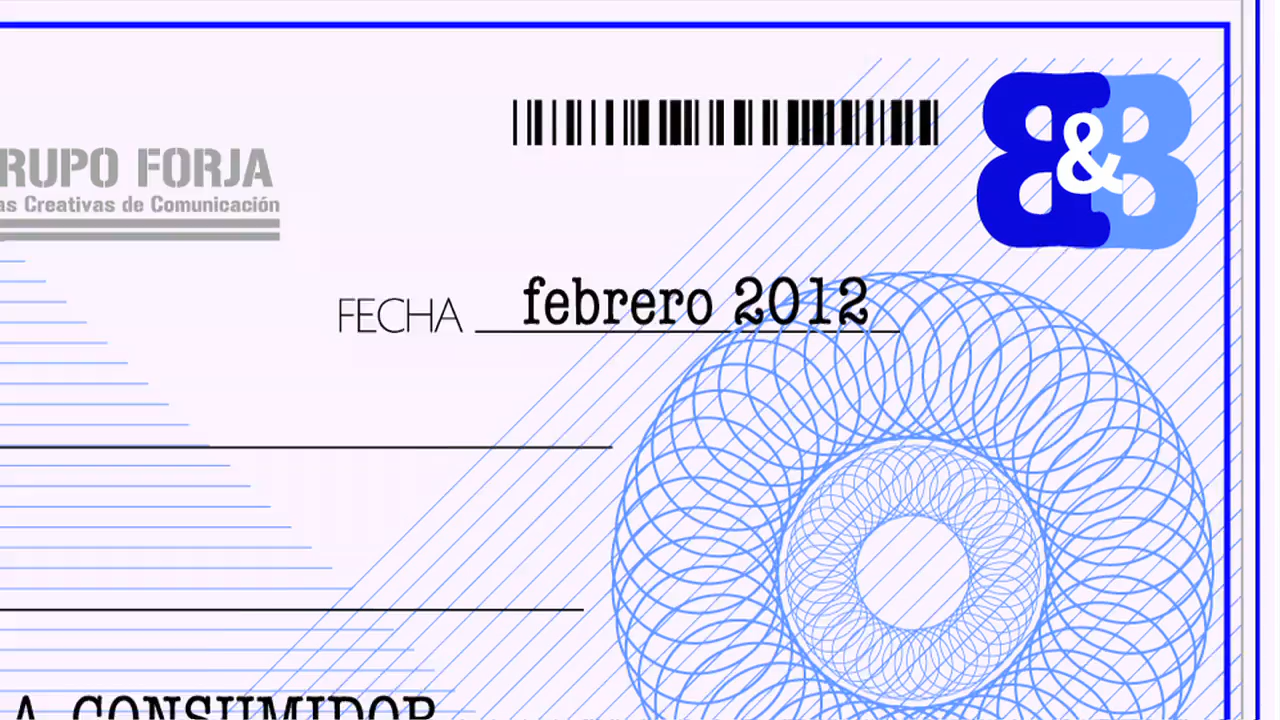 B&B
RUPO FORJA
as Creativas de Comunicación
FECHA febrero 2012
A CONSUMIDOR